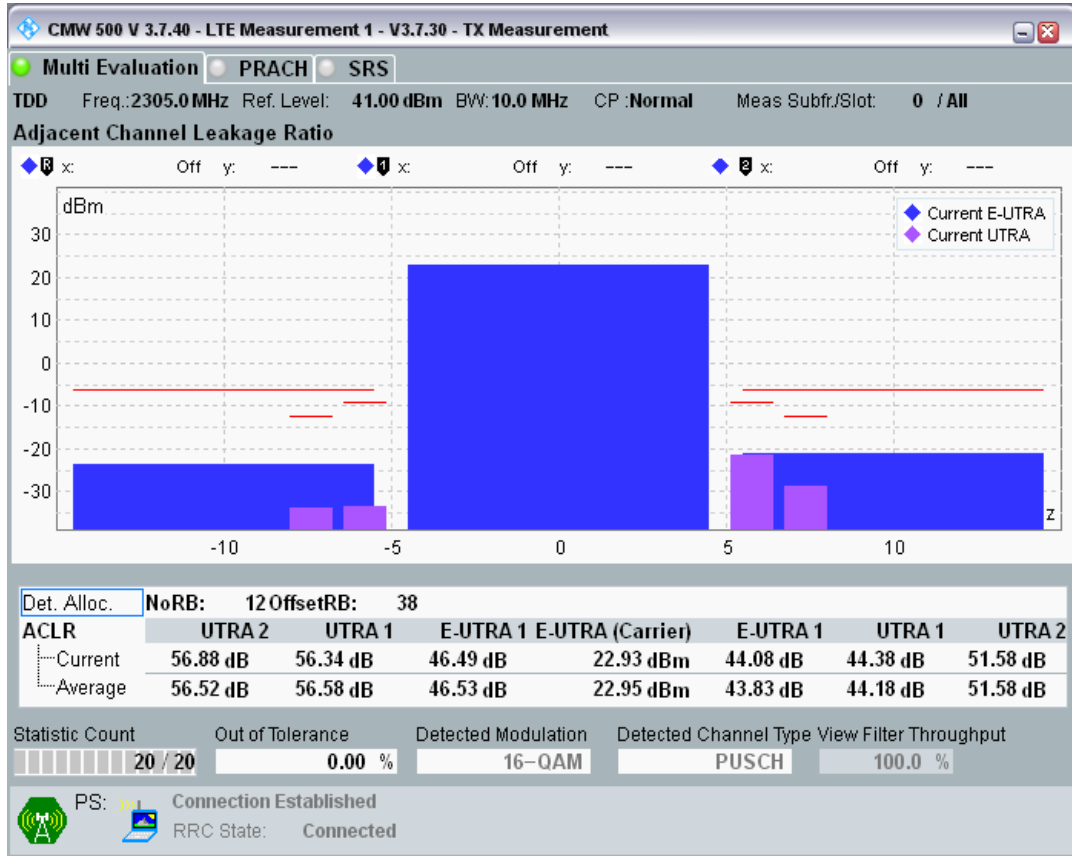 CMW 500 V 3.7.40 - LTE Measurement 1 - V3.7.30 - TX Measurement
Multi Evaluation PRACH SRS
TDD Freq.:2305.0 MHz Ref. Level: 41.00 dBm BW:10.0 MHz CP :Normal Meas Subfr./Slot: 0 / All
Adjacent Channel Leakage Ratio
R x: Off y: --- 1 x: Off y: --- 2 x: Off y: ---
dBm
Current E-UTRA
Current UTRA
30
20
10
0
-10
-20
-30
z
-10 -5 0 5 10
Det. Alloc. NoRB: 12 OffsetRB: 38
ACLR UTRA 2 UTRA 1 E-UTRA 1 E-UTRA (Carrier) E-UTRA 1 UTRA 1 UTRA 2
Current 56.88 dB 56.34 dB 46.49 dB 22.93 dBm 44.08 dB 44.38 dB 51.58 dB
Average 56.52 dB 56.58 dB 46.53 dB 22.95 dBm 43.83 dB 44.18 dB 51.58 dB
Statistic Count Out of Tolerance Detected Modulation Detected Channel Type View Filter Throughput
20 / 20 0.00 % 16-QAM PUSCH 100.0 %
PS: Connection Established
RRC State: Connected